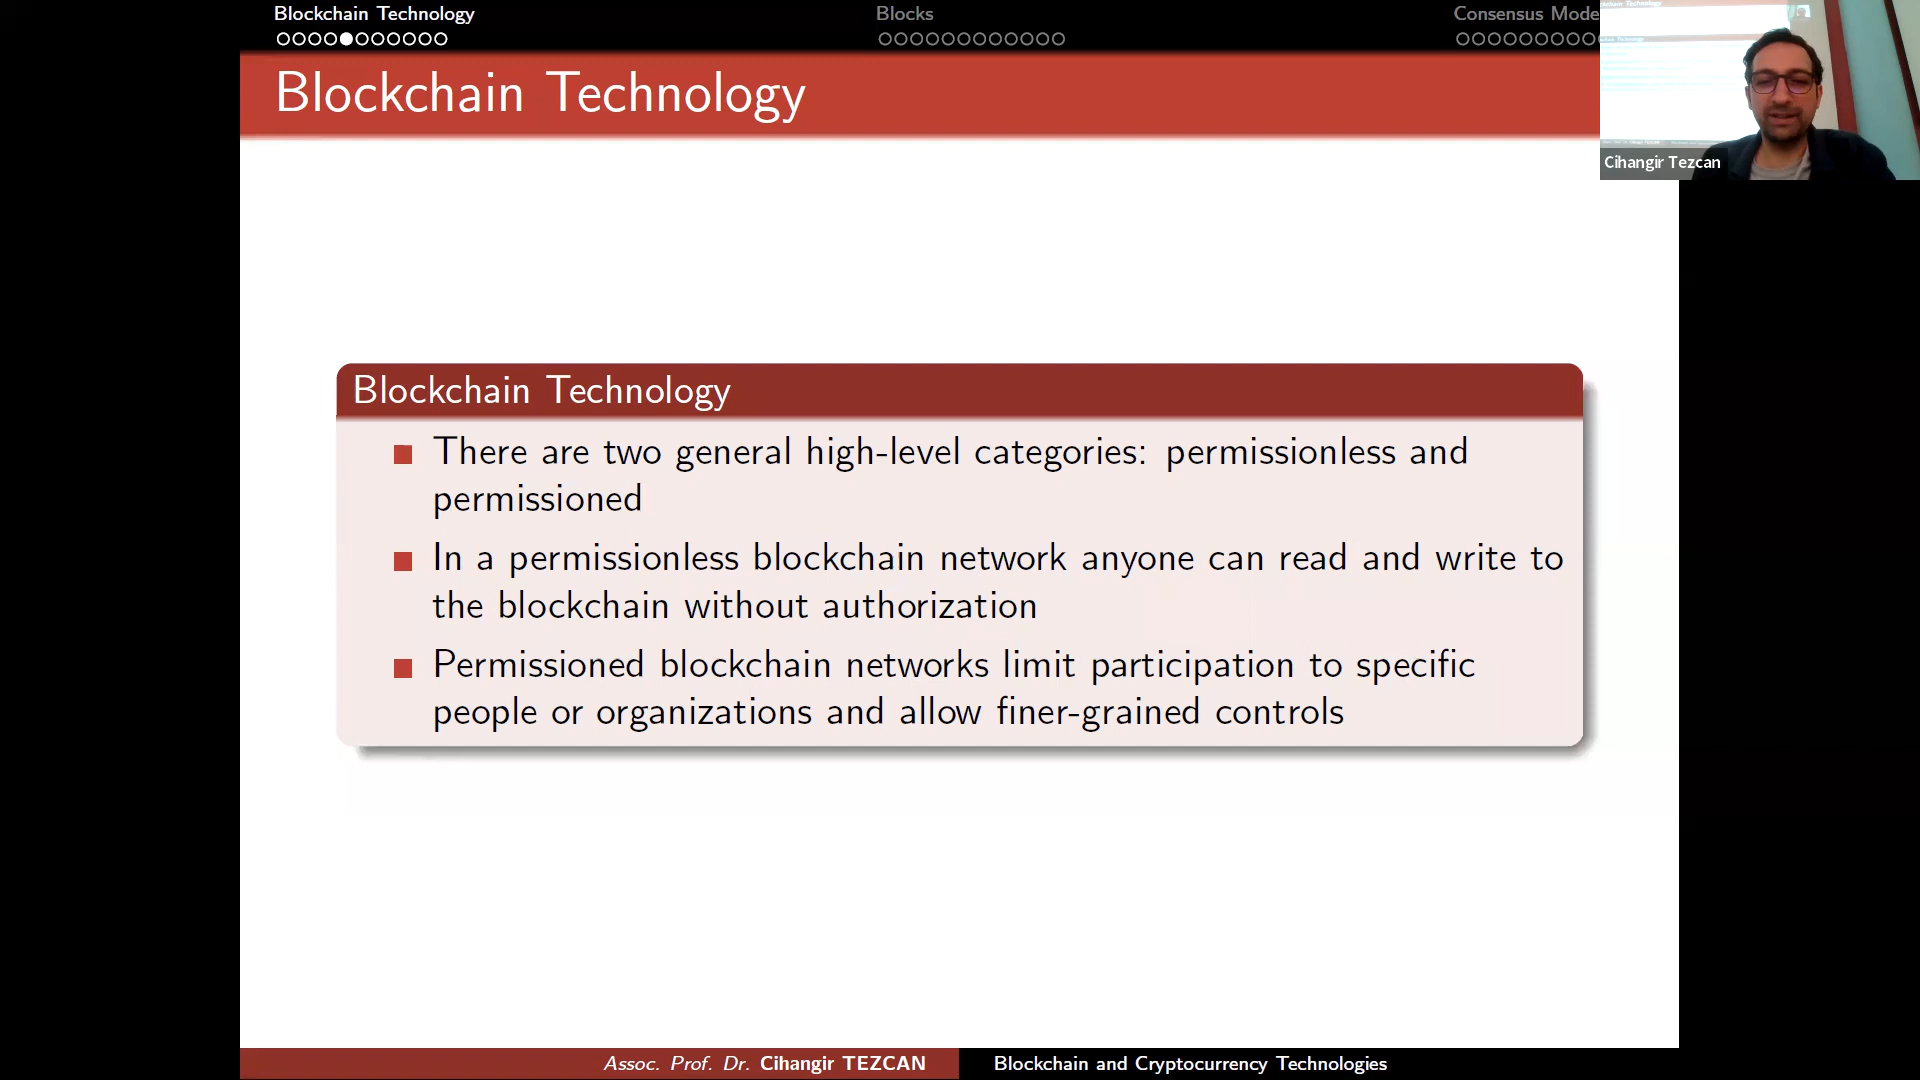 Blockchain Technology
Blocks
Consensus Mode
Blockchain Technology
Cihangir Tezcan
Blockchain Technology
There are two general high-level categories: permissionless and
permissioned
In a permissionless blockchain network anyone can read and write to
the blockchain without authorization
Permissioned blockchain networks limit participation to specific
people or organizations and allow finer-grained controls
Assoc. Prof. Dr. Cihangir TEZCAN
Blockchain and Cryptocurrency Technologies